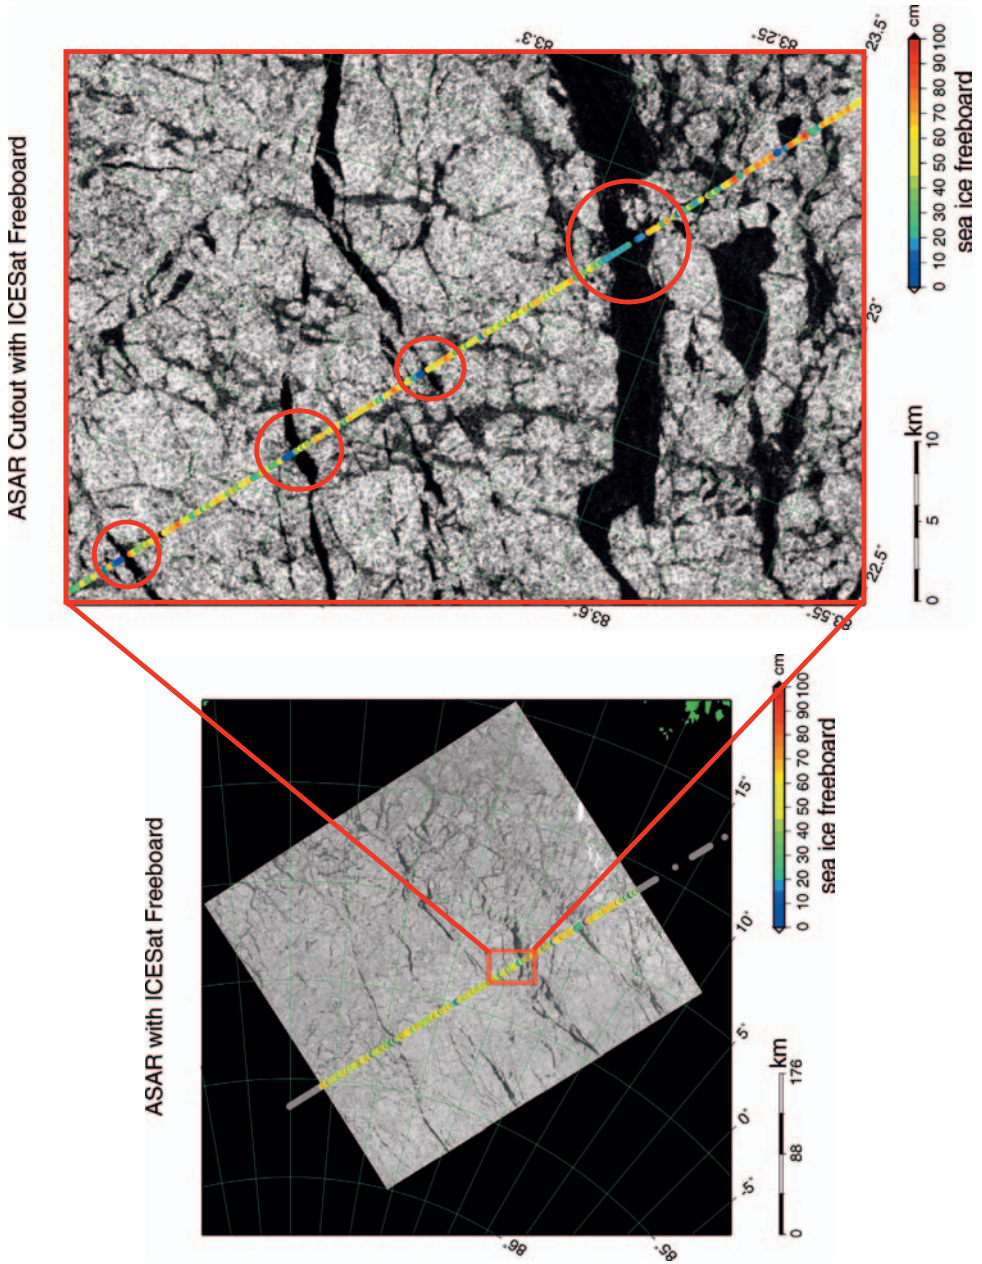 ASAR Cutout with ICESat Freeboard
83.3°
83.25°
23.5°
23°
22.5°
83.6°
83.55°
km
0 5 10
cm
0 10 20 30 40 50 60 70 80 90 100
sea ice freeboard
ASAR with ICESat Freeboard
15°
10°
5°
0°
-5°
86°
85°
km
0 88 176
cm
0 10 20 30 40 50 60 70 80 90 100
sea ice freeboard